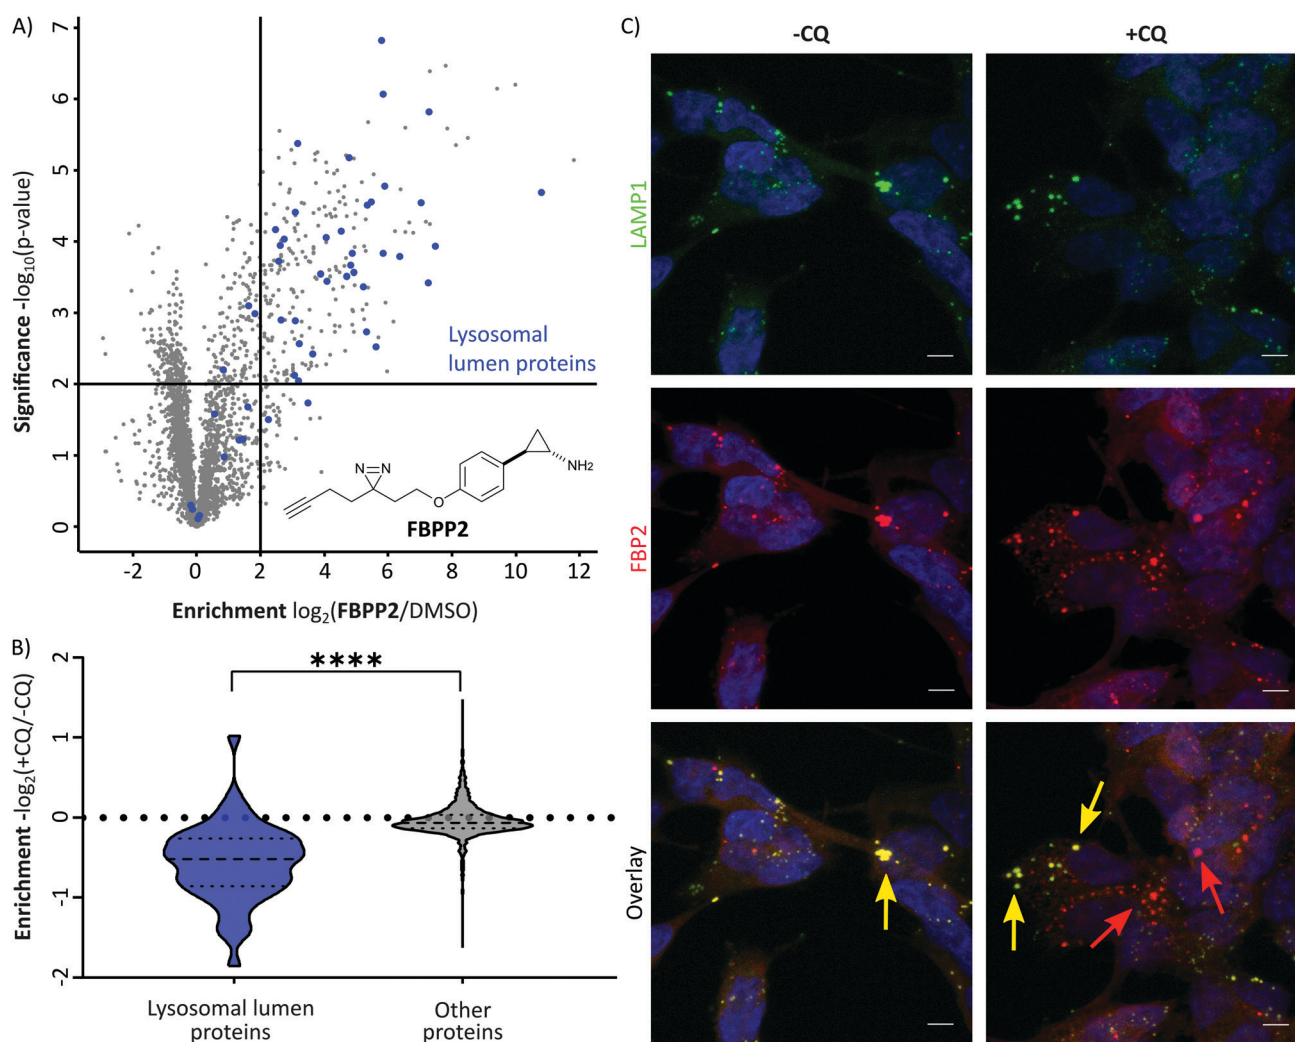 A)
7
6
5
4
3
2
1
0
Significance -log10(p-value)
Lysosomal
lumen proteins
N=N
O
NH2
FBPP2
-2 0 2 4 6 8 10 12
Enrichment log2(FBPP2/DMSO)
B)
****
2
1
0
-1
-2
Enrichment -log2(+CQ/-CQ)
Lysosomal lumen
proteins
Other
proteins
C)
-CQ
+CQ
LAMP1
FBP2
Overlay